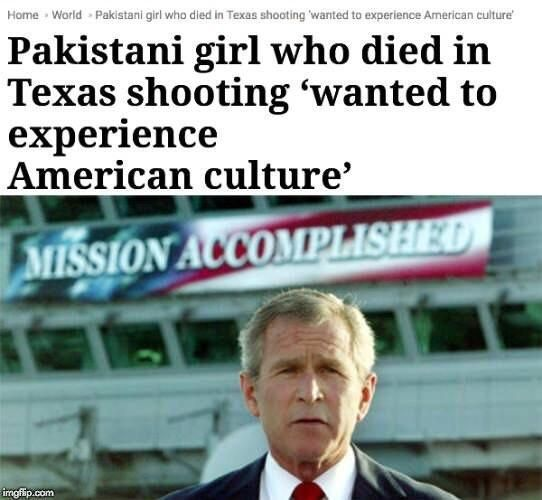 Home › World › Pakistani girl who died in Texas shooting 'wanted to experience American culture'
Pakistani girl who died in
Texas shooting ‘wanted to
experience
American culture’
MISSION ACCOMPLISHED
imgflip.com